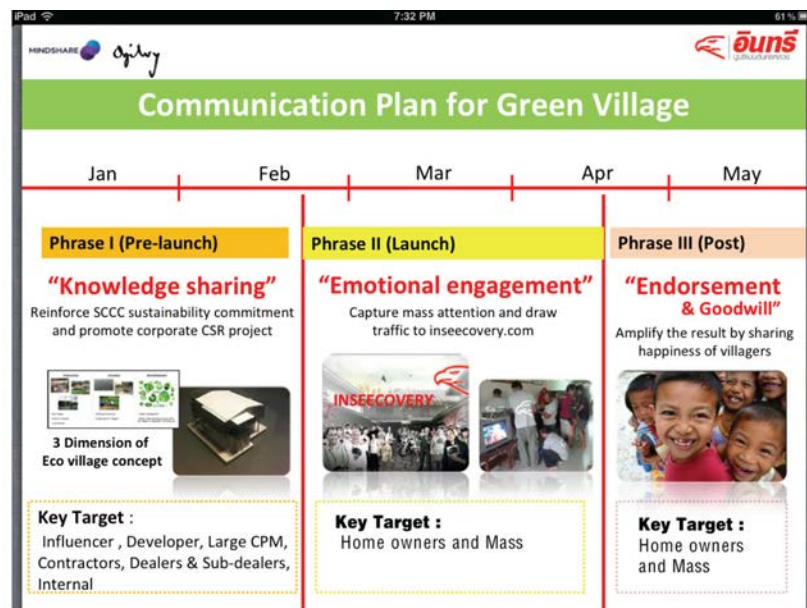 iPad
7:32 PM
61 %
MINDSHARE
Ogilvy
อินทรี
Communication Plan for Green Village
Jan
Feb
Mar
Apr
May
Phrase I (Pre-launch)
"Knowledge sharing"
Reinforce SCCC sustainability commitment
and promote corporate CSR project
3 Dimension of
Eco village concept
Key Target :
Influencer , Developer, Large CPM,
Contractors, Dealers & Sub-dealers,
Internal
Phrase II (Launch)
"Emotional engagement"
Capture mass attention and draw
traffic to inseecovery.com
INSEECOVERY
Key Target :
Home owners and Mass
Phrase III (Post)
"Endorsement
& Goodwill"
Amplify the result by sharing
happiness of villagers
Key Target :
Home owners
and Mass